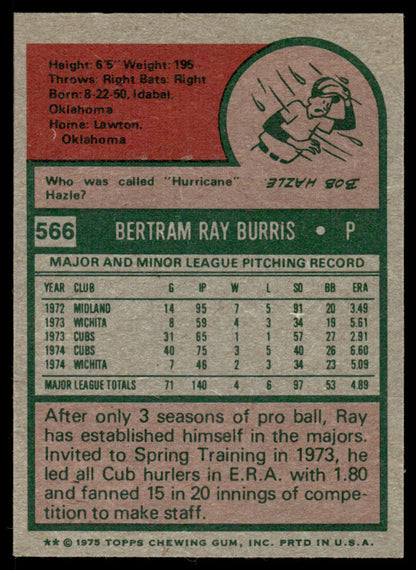 Height: 6'5" Weight: 195
Throws: Right Bats: Right
Born: 8-22-50, Idabel,
Oklahoma
Home: Lawton,
Oklahoma
Who was called "Hurricane"
Hazle?
BOB HAZLE
566 BERTRAM RAY BURRIS • P
MAJOR AND MINOR LEAGUE PITCHING RECORD
YEAR CLUB G IP W L SO BB ERA
1972 MIDLAND 14 95 7 5 91 20 3.49
1973 WICHITA 8 59 4 3 34 19 5.61
1973 CUBS 31 65 1 1 57 27 2.91
1974 CUBS 40 75 3 5 40 26 6.60
1974 WICHITA 7 46 3 2 34 23 5.09
MAJOR LEAGUE TOTALS 71 140 4 6 97 53 4.89
After only 3 seasons of pro ball, Ray
has established himself in the majors.
Invited to Spring Training in 1973, he
led all Cub hurlers in E.R.A. with 1.80
and fanned 15 in 20 innings of compe-
tition to make staff.
** © 1975 TOPPS CHEWING GUM, INC. PRTD IN U.S.A.